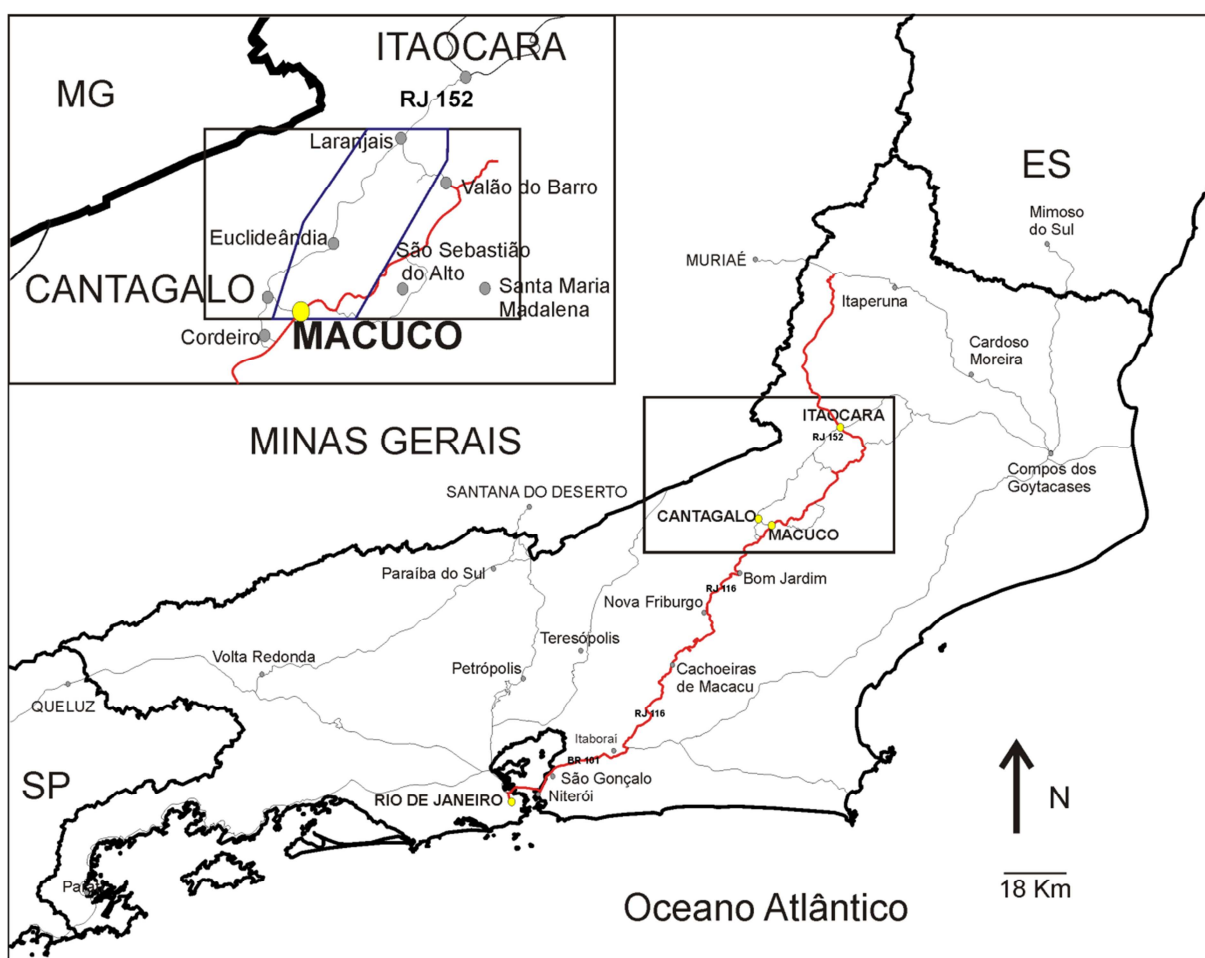 ITAOCARA
MG
RJ 152
Laranjais
Valão do Barro
Euclideândia
São Sebastião
do Alto
CANTAGALO
Santa Maria
Madalena
Cordeiro
MACUCO
ES
Mimoso
do Sul
MURIAÉ
Itaperuna
Cardoso
Moreira
ITAOCARA
RJ 152
MINAS GERAIS
Compos dos
Goytacases
SANTANA DO DESERTO
CANTAGALO
MACUCO
Paraíba do Sul
Bom Jardim
RJ 116
Nova Friburgo
Teresópolis
Volta Redonda
Petrópolis
Cachoeiras
de Macacu
QUELUZ
RJ 116
Itaboraí
BR 101
São Gonçalo
SP
RIO DE JANEIRO
Niterói
N
18 Km
Oceano Atlântico